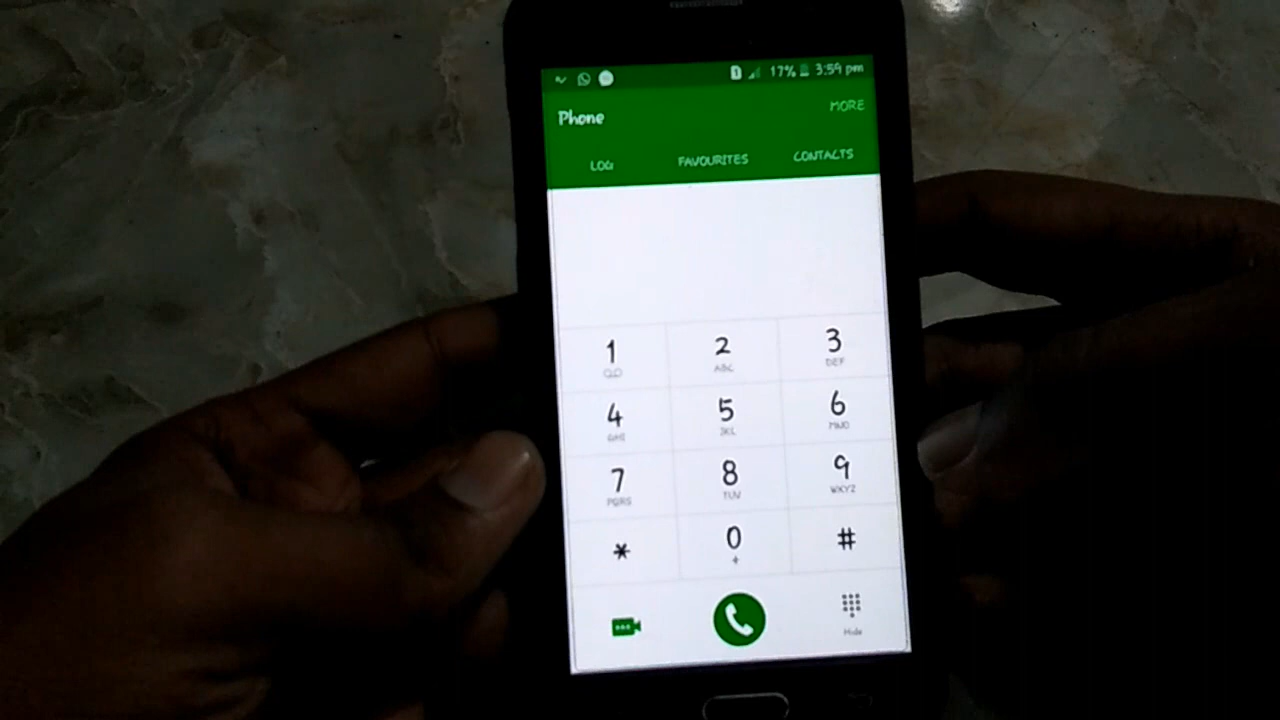 1 17% 3:59 pm
Phone MORE
LOG FAVOURITES CONTACTS
1 2 3
ABC DEF
4 5 6
GHI JKL MNO
7 8 9
PQRS TUV WXYZ
* 0 #
+
Hide